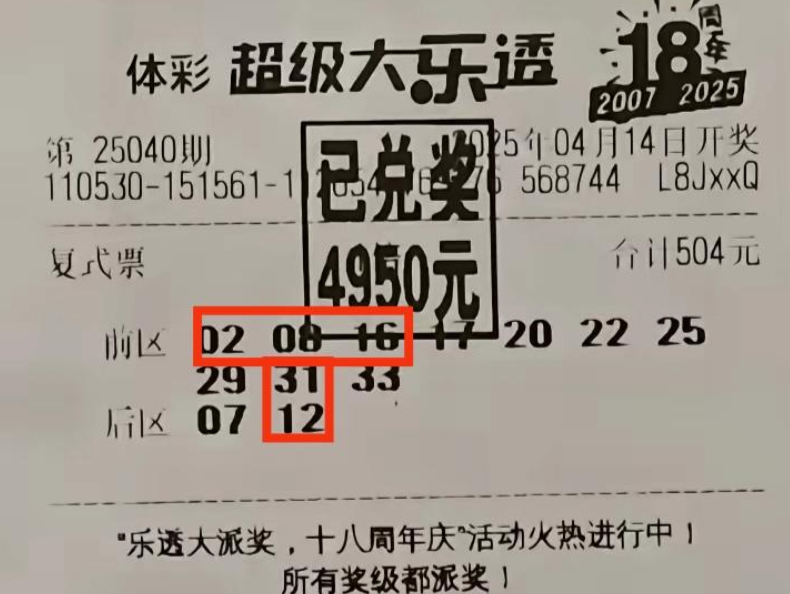 体彩 超级大乐透 18周年
2007 2025
第 25040期 2025年04月14日开奖
已兑奖
110530-151561-1 568744 L8JxxQ
复式票 合计504元
4950元
前区 02 08 16 17 20 22 25
29 31 33
后区 07 12
"乐透大派奖，十八周年庆"活动火热进行中！
所有奖级都派奖！